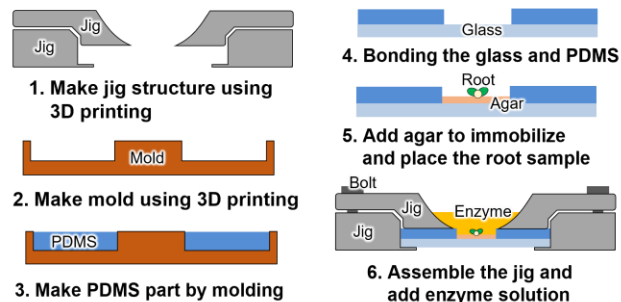 Jig
Jig
1. Make jig structure using
3D printing
Mold
2. Make mold using 3D printing
PDMS
3. Make PDMS part by molding
Glass
4. Bonding the glass and PDMS
Root
Agar
5. Add agar to immobilize
and place the root sample
Bolt
Jig
Enzyme
Jig
6. Assemble the jig and
add enzyme solution